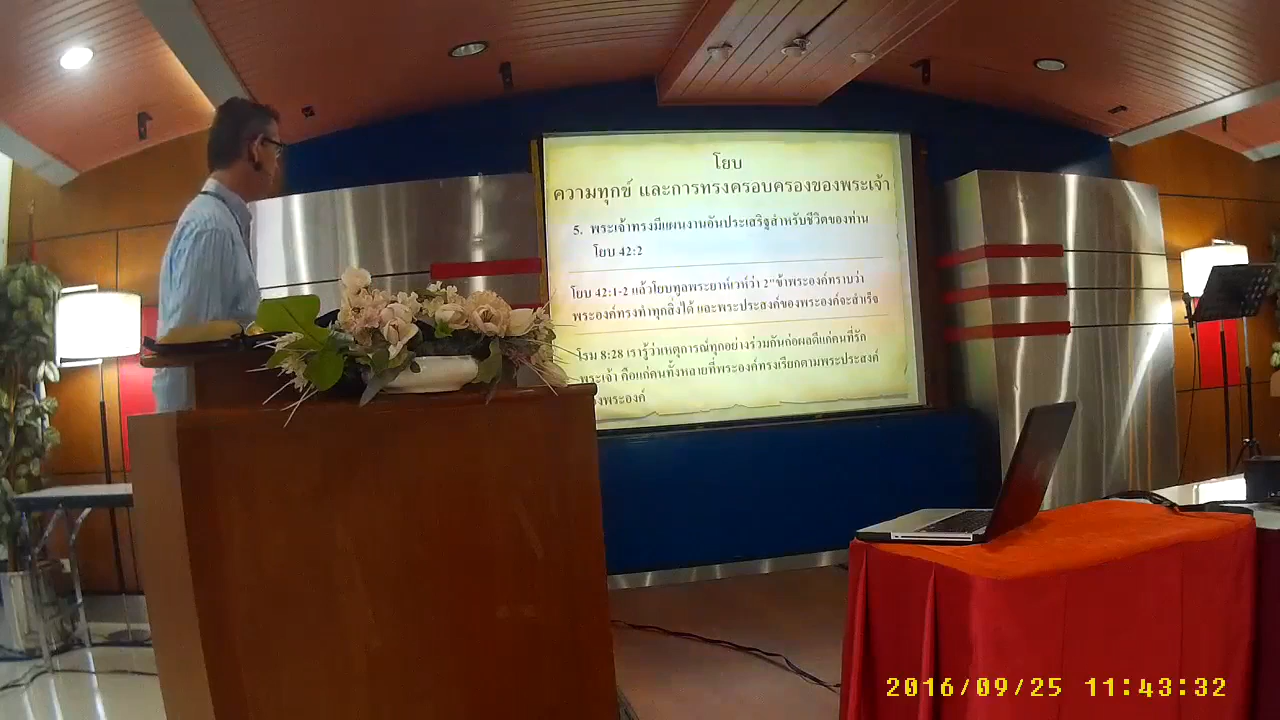 โยบ
ความทุกข์ และการทรงครอบครองของพระเจ้า
5. พระเจ้าทรงมีแผนงานอันประเสริฐสำหรับชีวิตของท่าน
โยบ 42:2
โยบ 42:1-2 แล้วโยบทูลพระยาห์เวห์ว่า 2"ข้าพระองค์ทราบว่า
พระองค์ทรงทำทุกสิ่งได้ และพระประสงค์ของพระองค์จะสำเร็จ
โรม 8:28 เรารู้ว่าเหตุการณ์ทุกอย่างร่วมกันก่อผลดีแก่คนที่รัก
พระเจ้า คือแก่คนทั้งหลายที่พระองค์ทรงเรียกตามพระประสงค์
งพระองค์
2016/09/25 11:43:32